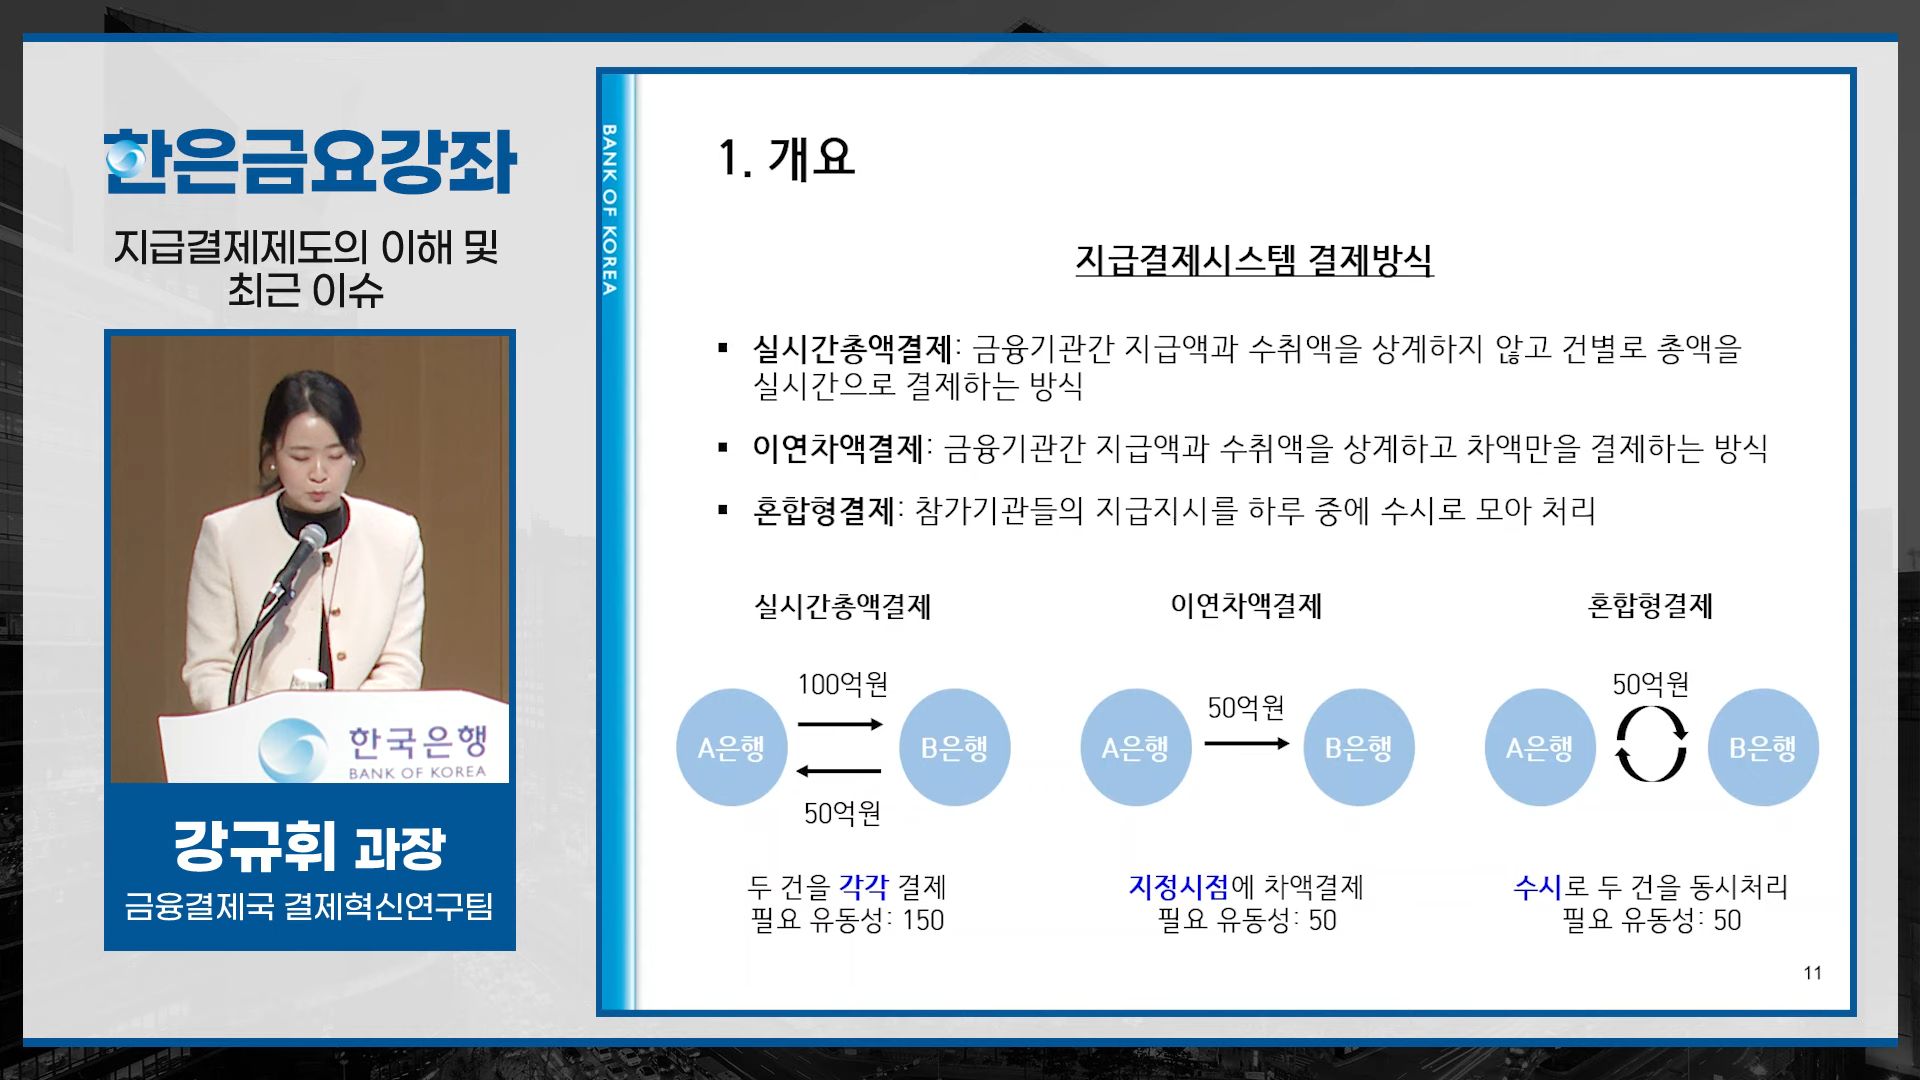 한은금요강좌
지급결제제도의 이해 및
최근 이슈
한국은행
BANK OF KOREA
강규휘 과장
금융결제국 결제혁신연구팀
BANK OF KOREA
1. 개요
지급결제시스템 결제방식
▪ 실시간총액결제: 금융기관간 지급액과 수취액을 상계하지 않고 건별로 총액을
실시간으로 결제하는 방식
▪ 이연차액결제: 금융기관간 지급액과 수취액을 상계하고 차액만을 결제하는 방식
▪ 혼합형결제: 참가기관들의 지급지시를 하루 중에 수시로 모아 처리
실시간총액결제
100억원
A은행
B은행
50억원
두 건을 각각 결제
필요 유동성: 150
이연차액결제
50억원
A은행
B은행
지정시점에 차액결제
필요 유동성: 50
혼합형결제
50억원
A은행
B은행
수시로 두 건을 동시처리
필요 유동성: 50
11